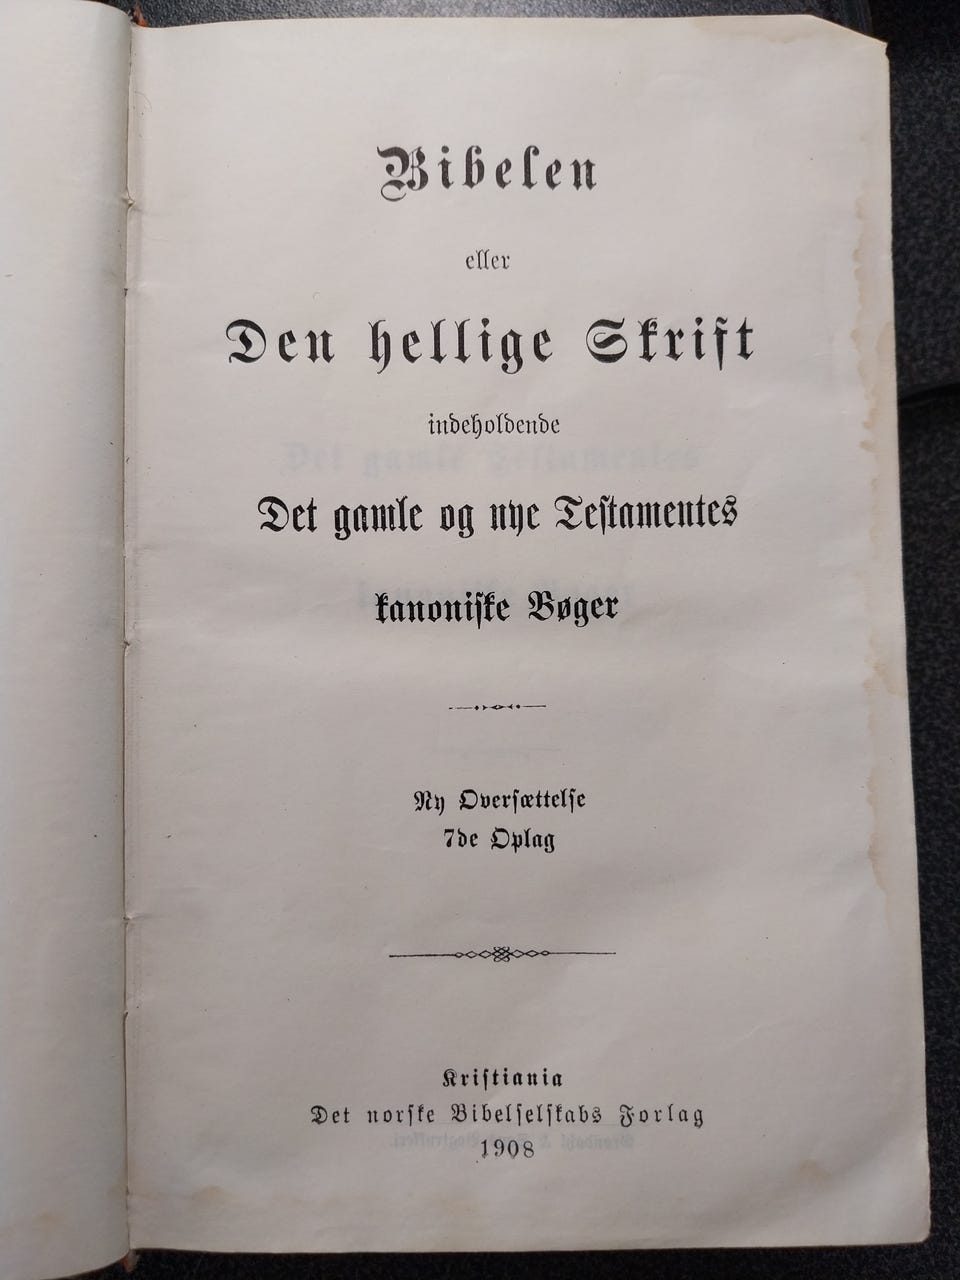 Bibelen
eller
Den hellige Skrift
indeholdende
Det gamle og nye Testamentes
kanoniske Bøger
Ny Oversættelse
7de Oplag
Kristiania
Det norske Bibelselskabs Forlag
1908